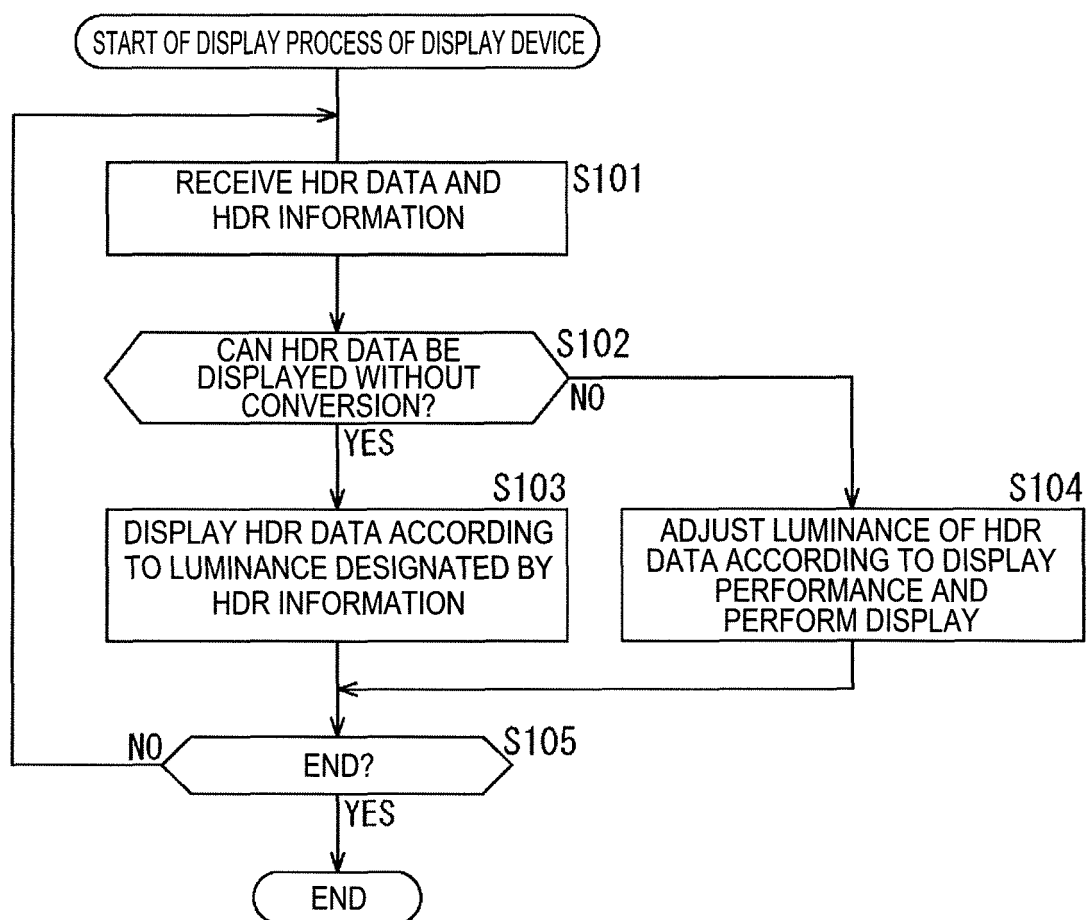 START OF DISPLAY PROCESS OF DISPLAY DEVICE
RECEIVE HDR DATA AND
HDR INFORMATION
S101
CAN HDR DATA BE
DISPLAYED WITHOUT
CONVERSION?
S102
NO
YES
S103
DISPLAY HDR DATA ACCORDING
TO LUMINANCE DESIGNATED BY
HDR INFORMATION
S104
ADJUST LUMINANCE OF HDR
DATA ACCORDING TO DISPLAY
PERFORMANCE AND
PERFORM DISPLAY
NO
END?
S105
YES
END